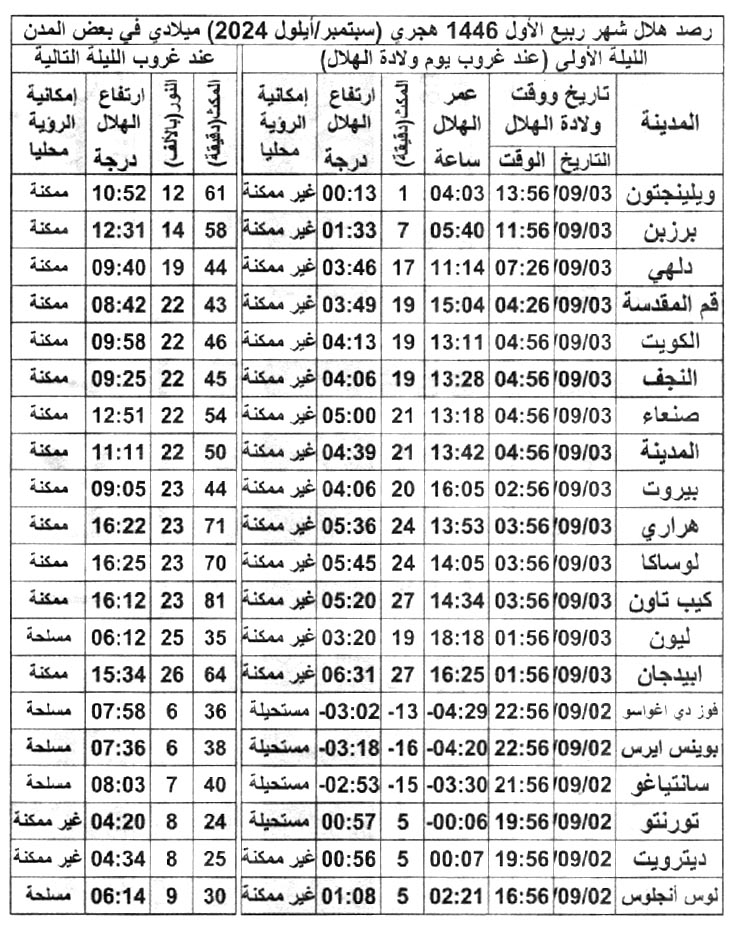 رصد هلال شهر ربيع الأول 1446 هجري (سبتمبر/أيلول 2024) ميلادي في بعض المدن
الليلة الأولى (عند غروب يوم ولادة الهلال) عند غروب الليلة التالية
المدينة تاريخ ووقت ولادة الهلال التاريخ الوقت عمر الهلال ساعة المكث(دقيقة) ارتفاع الهلال درجة إمكانية الرؤية محليا المكث(دقيقة) النور(بالألف) ارتفاع الهلال درجة إمكانية الرؤية محليا
ويلينجتون 09/03/ 13:56 04:03 1 00:13 غير ممكنة 61 12 10:52 ممكنة
برزبن 09/03/ 11:56 05:40 7 01:33 غير ممكنة 58 14 12:31 ممكنة
دلهي 09/03/ 07:26 11:14 17 03:46 غير ممكنة 44 19 09:40 ممكنة
قم المقدسة 09/03/ 04:26 15:04 19 03:49 غير ممكنة 43 22 08:42 ممكنة
الكويت 09/03/ 04:56 13:11 19 04:13 غير ممكنة 46 22 09:58 ممكنة
النجف 09/03/ 04:56 13:28 19 04:06 غير ممكنة 45 22 09:25 ممكنة
صنعاء 09/03/ 04:56 13:18 21 05:00 غير ممكنة 54 22 12:51 ممكنة
المدينة 09/03/ 04:56 13:42 21 04:39 غير ممكنة 50 22 11:11 ممكنة
بيروت 09/03/ 02:56 16:05 20 04:06 غير ممكنة 44 23 09:05 ممكنة
هراري 09/03/ 03:56 13:53 24 05:36 غير ممكنة 71 23 16:22 ممكنة
لوساكا 09/03/ 03:56 14:05 24 05:45 غير ممكنة 70 23 16:25 ممكنة
كيب تاون 09/03/ 03:56 14:34 27 05:20 غير ممكنة 81 23 16:12 ممكنة
ليون 09/03/ 01:56 18:18 19 03:20 غير ممكنة 35 25 06:12 مسلحة
ابيدجان 09/03/ 01:56 16:25 27 06:31 غير ممكنة 64 26 15:34 ممكنة
فوز دي اغواسو 09/02/ 22:56 -04:29 -13 -03:02 مستحيلة 36 6 07:58 مسلحة
بوينس ايرس 09/02/ 22:56 -04:20 -16 -03:18 مستحيلة 38 6 07:36 مسلحة
سانتياغو 09/02/ 21:56 -03:30 -15 -02:53 مستحيلة 40 7 08:03 مسلحة
تورنتو 09/02/ 19:56 -00:06 5 00:57 مستحيلة 24 8 04:20 غير ممكنة
ديترويت 09/02/ 19:56 00:07 5 00:56 غير ممكنة 25 8 04:34 غير ممكنة
لوس أنجلوس 09/02/ 16:56 02:21 5 01:08 غير ممكنة 30 9 06:14 مسلحة